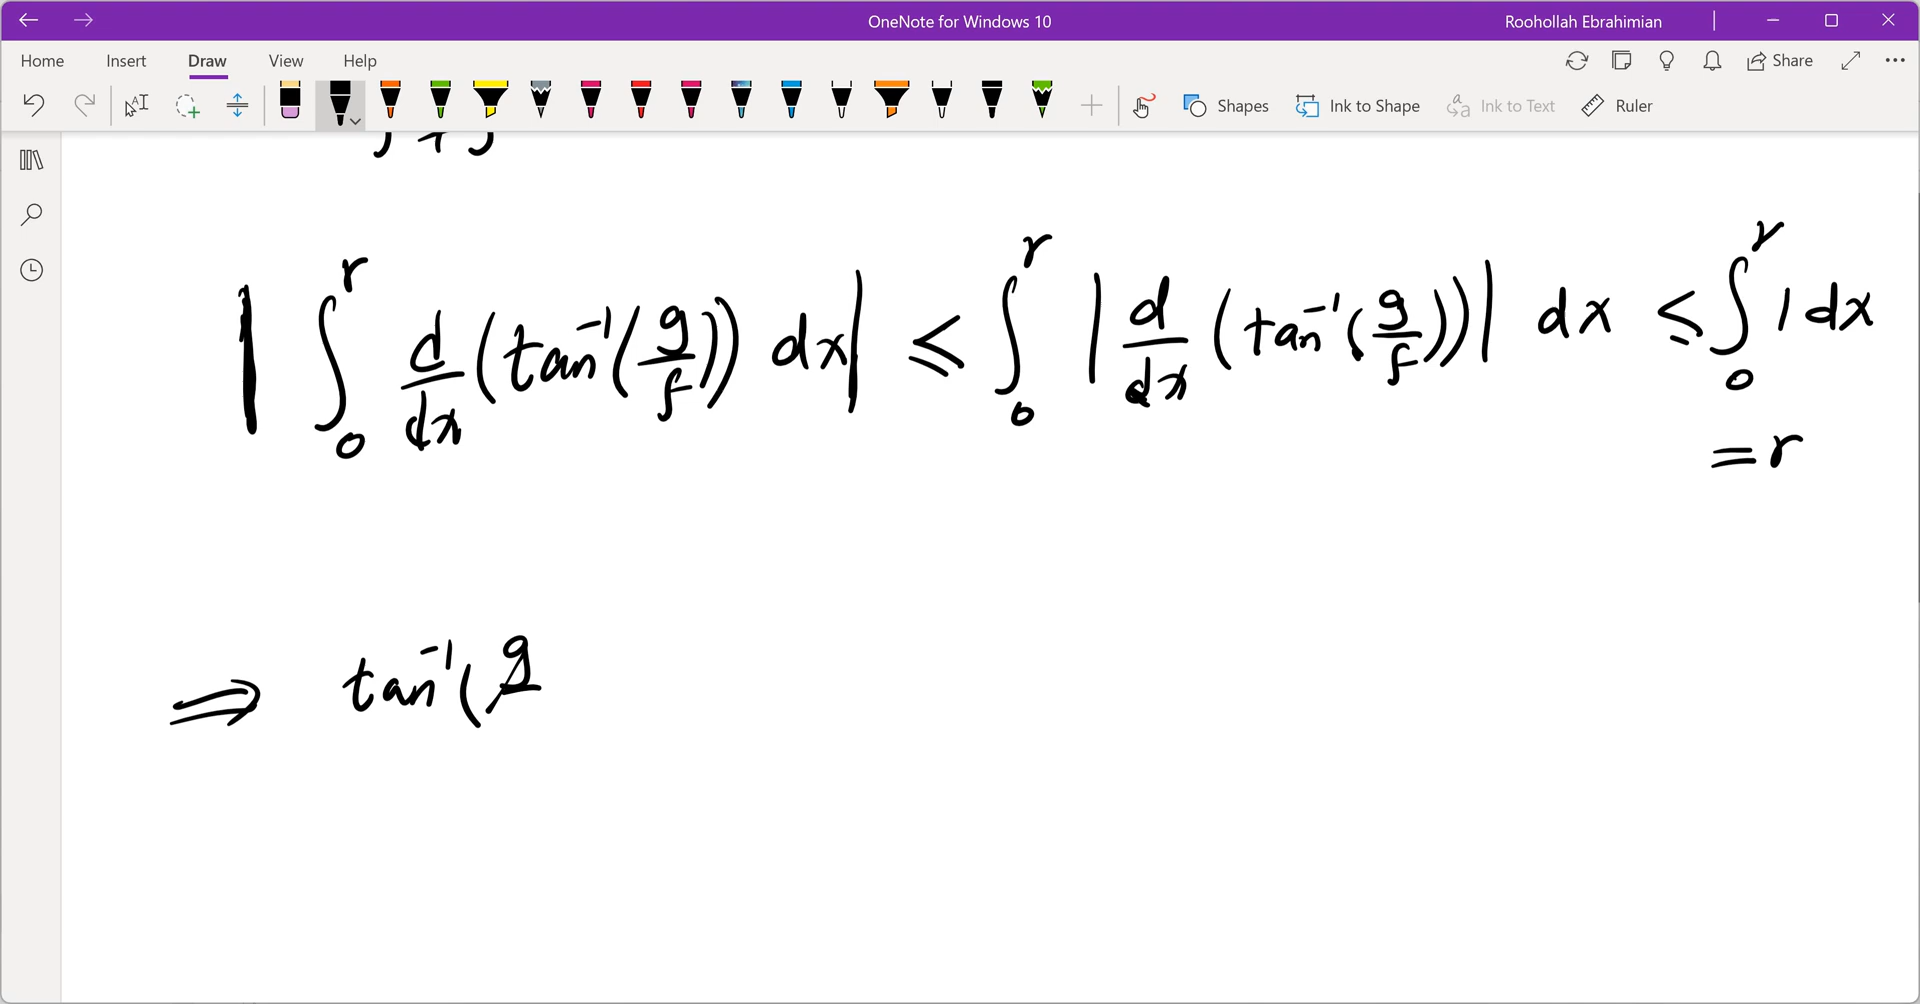 OneNote for Windows 10
Roohollah Ebrahimian
Home Insert Draw View Help
Share
Shapes Ink to Shape Ink to Text Ruler
| ∫₀ʳ d/dx (tan⁻¹(g/f)) dx | ≤ ∫₀ʳ | d/dx (tan⁻¹(g/f)) | dx ≤ ∫₀ʳ 1 dx
= r
⇒ tan⁻¹( g